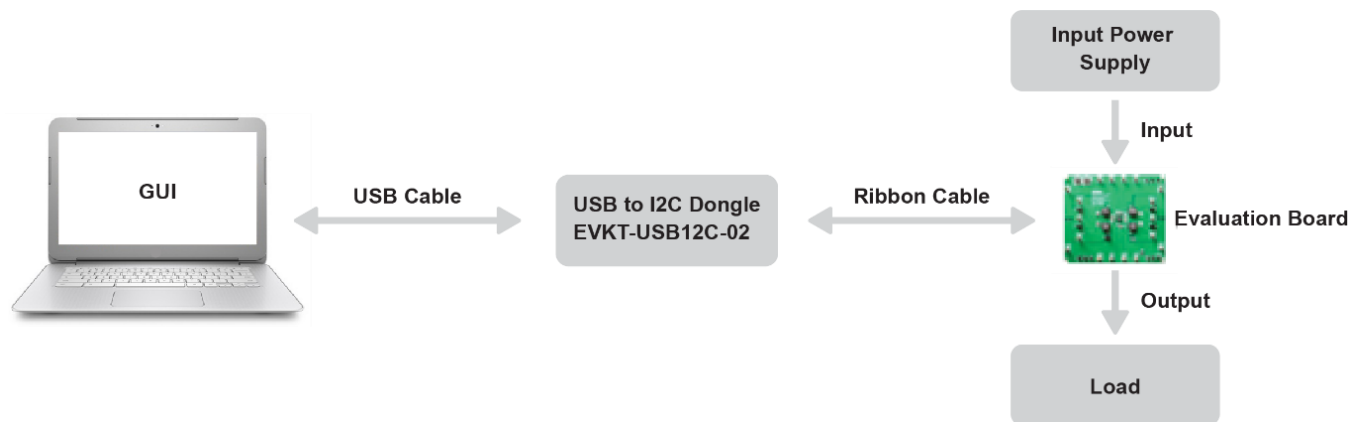 Input Power
Supply
Input
GUI
USB Cable
USB to I2C Dongle
EVKT-USB12C-02
Ribbon Cable
Evaluation Board
Output
Load